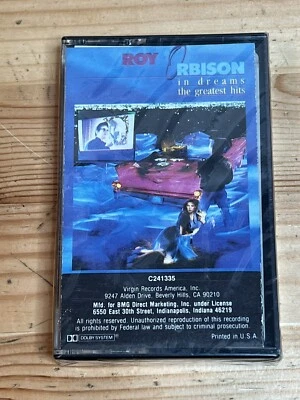 ROY ORBISON
in dreams
the greatest hits
C241335
Virgin Records America, Inc.
9247 Alden Drive, Beverly Hills, CA 90210
Mfd. for BMG Direct Marketing, Inc. under License
6550 East 30th Street, Indianapolis, Indiana 46219
All rights reserved. Unauthorized reproduction of this recording
is prohibited by Federal law and subject to criminal prosecution.
DOLBY SYSTEM
Printed in U.S.A.